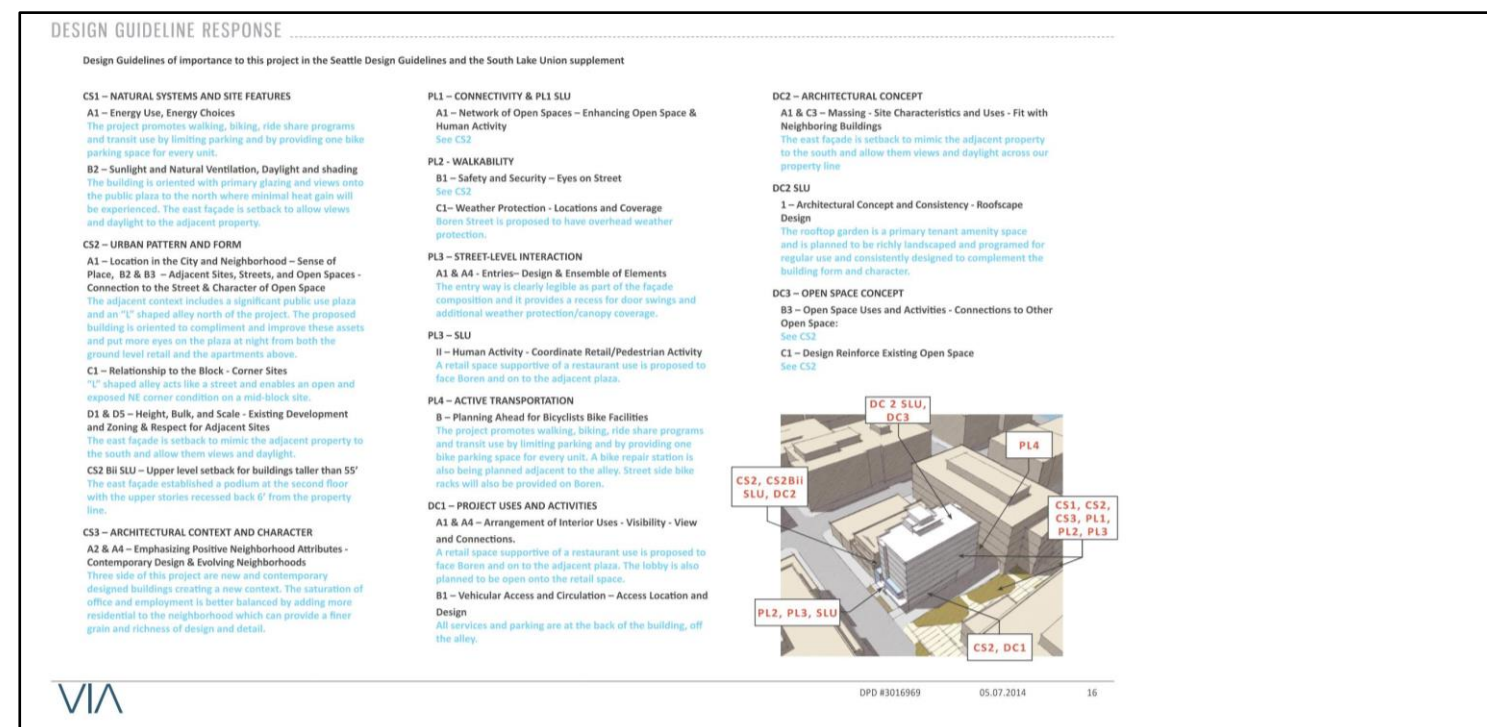 DESIGN GUIDELINE RESPONSE
Design Guidelines of importance to this project in the Seattle Design Guidelines and the South Lake Union supplement
CS1 – NATURAL SYSTEMS AND SITE FEATURES
A1 – Energy Use, Energy Choices
The project promotes walking, biking, ride share programs
and transit use by limiting parking and by providing one bike
parking space for every unit.
B2 – Sunlight and Natural Ventilation, Daylight and shading
The building is oriented with primary glazing and views onto
the public plaza to the north where minimal heat gain will
be experienced. The east façade is setback to allow views
and daylight to the adjacent property.
CS2 – URBAN PATTERN AND FORM
A1 – Location in the City and Neighborhood – Sense of
Place, B2 & B3 – Adjacent Sites, Streets, and Open Spaces -
Connection to the Street & Character of Open Space
The adjacent context includes a significant public use plaza
and an "L" shaped alley north of the project. The proposed
building is oriented to compliment and improve these assets
and put more eyes on the plaza at night from both the
ground level retail and the apartments above.
C1 – Relationship to the Block - Corner Sites
"L" shaped alley acts like a street and enables an open and
exposed NE corner condition on a mid-block site.
D1 & D5 – Height, Bulk, and Scale - Existing Development
and Zoning & Respect for Adjacent Sites
The east façade is setback to mimic the adjacent property to
the south and allow them views and daylight.
CS2 Bii SLU – Upper level setback for buildings taller than 55'
The east façade established a podium at the second floor
with the upper stories recessed back 6' from the property
line.
CS3 – ARCHITECTURAL CONTEXT AND CHARACTER
A2 & A4 – Emphasizing Positive Neighborhood Attributes -
Contemporary Design & Evolving Neighborhoods
Three side of this project are new and contemporary
designed buildings creating a new context. The saturation of
office and employment is better balanced by adding more
residential to the neighborhood which can provide a finer
grain and richness of design and detail.
PL1 – CONNECTIVITY & PL1 SLU
A1 – Network of Open Spaces – Enhancing Open Space &
Human Activity
See CS2
PL2 - WALKABILITY
B1 – Safety and Security – Eyes on Street
See CS2
C1– Weather Protection - Locations and Coverage
Boren Street is proposed to have overhead weather
protection.
PL3 – STREET-LEVEL INTERACTION
A1 & A4 - Entries– Design & Ensemble of Elements
The entry way is clearly legible as part of the façade
composition and it provides a recess for door swings and
additional weather protection/canopy coverage.
PL3 – SLU
II – Human Activity - Coordinate Retail/Pedestrian Activity
A retail space supportive of a restaurant use is proposed to
face Boren and on to the adjacent plaza.
PL4 – ACTIVE TRANSPORTATION
B – Planning Ahead for Bicyclists Bike Facilities
The project promotes walking, biking, ride share programs
and transit use by limiting parking and by providing one
bike parking space for every unit. A bike repair station is
also being planned adjacent to the alley. Street side bike
racks will also be provided on Boren.
DC1 – PROJECT USES AND ACTIVITIES
A1 & A4 – Arrangement of Interior Uses - Visibility - View
and Connections.
A retail space supportive of a restaurant use is proposed to
face Boren and on to the adjacent plaza. The lobby is also
planned to be open onto the retail space.
B1 – Vehicular Access and Circulation – Access Location and
Design
All services and parking are at the back of the building, off
the alley.
DC2 – ARCHITECTURAL CONCEPT
A1 & C3 – Massing - Site Characteristics and Uses - Fit with
Neighboring Buildings
The east façade is setback to mimic the adjacent property
to the south and allow them views and daylight across our
property line
DC2 SLU
1 – Architectural Concept and Consistency - Roofscape
Design
The rooftop garden is a primary tenant amenity space
and is planned to be richly landscaped and programed for
regular use and consistently designed to complement the
building form and character.
DC3 – OPEN SPACE CONCEPT
B3 – Open Space Uses and Activities - Connections to Other
Open Space:
See CS2
C1 – Design Reinforce Existing Open Space
See CS2
DC 2 SLU,
DC3
PL4
CS2, CS2Bii
SLU, DC2
CS1, CS2,
CS3, PL1,
PL2, PL3
PL2, PL3, SLU
CS2, DC1
VIA
DPD #3016969
05.07.2014
16